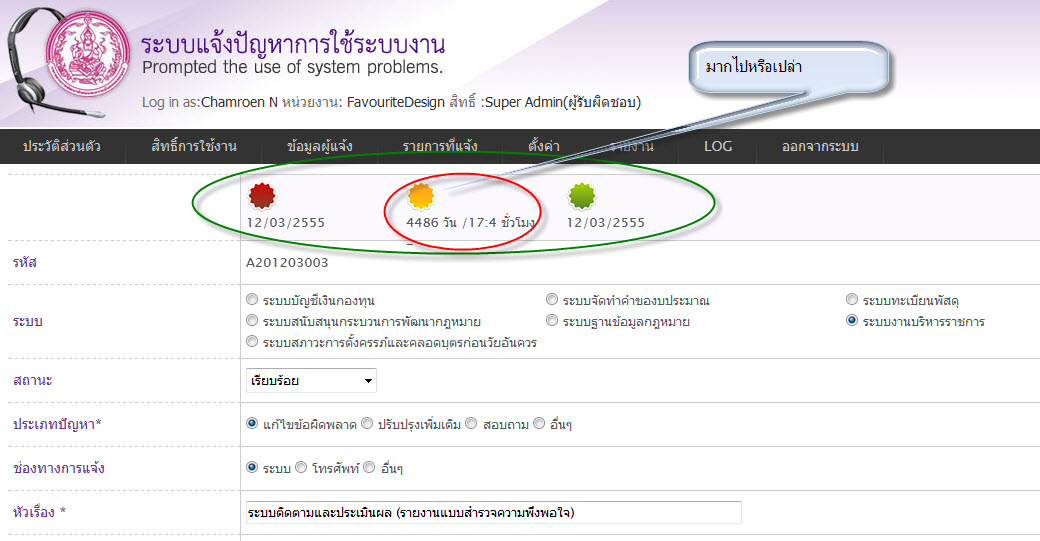 ระบบแจ้งปัญหาการใช้ระบบงาน
Prompted the use of system problems.
มากไปหรือเปล่า
Log in as:Chamroen N หน่วยงาน: FavouriteDesign สิทธิ์ :Super Admin(ผู้รับผิดชอบ)
ประวัติส่วนตัว สิทธิ์การใช้งาน ข้อมูลผู้แจ้ง รายการที่แจ้ง ตั้งค่า รายงาน LOG ออกจากระบบ
12/03/2555 4486 วัน /17:4 ชั่วโมง 12/03/2555
รหัส A201203003
ระบบบัญชีเงินกองทุน ระบบจัดทำคำของบประมาณ ระบบทะเบียนพัสดุ
ระบบ ระบบสนับสนุนกระบวนการพัฒนากฎหมาย ระบบฐานข้อมูลกฎหมาย ระบบงานบริหารราชการ
ระบบสภาวะการตั้งครรภ์และคลอดบุตรก่อนวัยอันควร
สถานะ เรียบร้อย
ประเภทปัญหา* แก้ไขข้อผิดพลาด ปรับปรุงเพิ่มเติม สอบถาม อื่นๆ
ช่องทางการแจ้ง ระบบ โทรศัพท์ อื่นๆ
หัวเรื่อง * ระบบติดตามและประเมินผล (รายงานแบบสำรวจความพึงพอใจ)